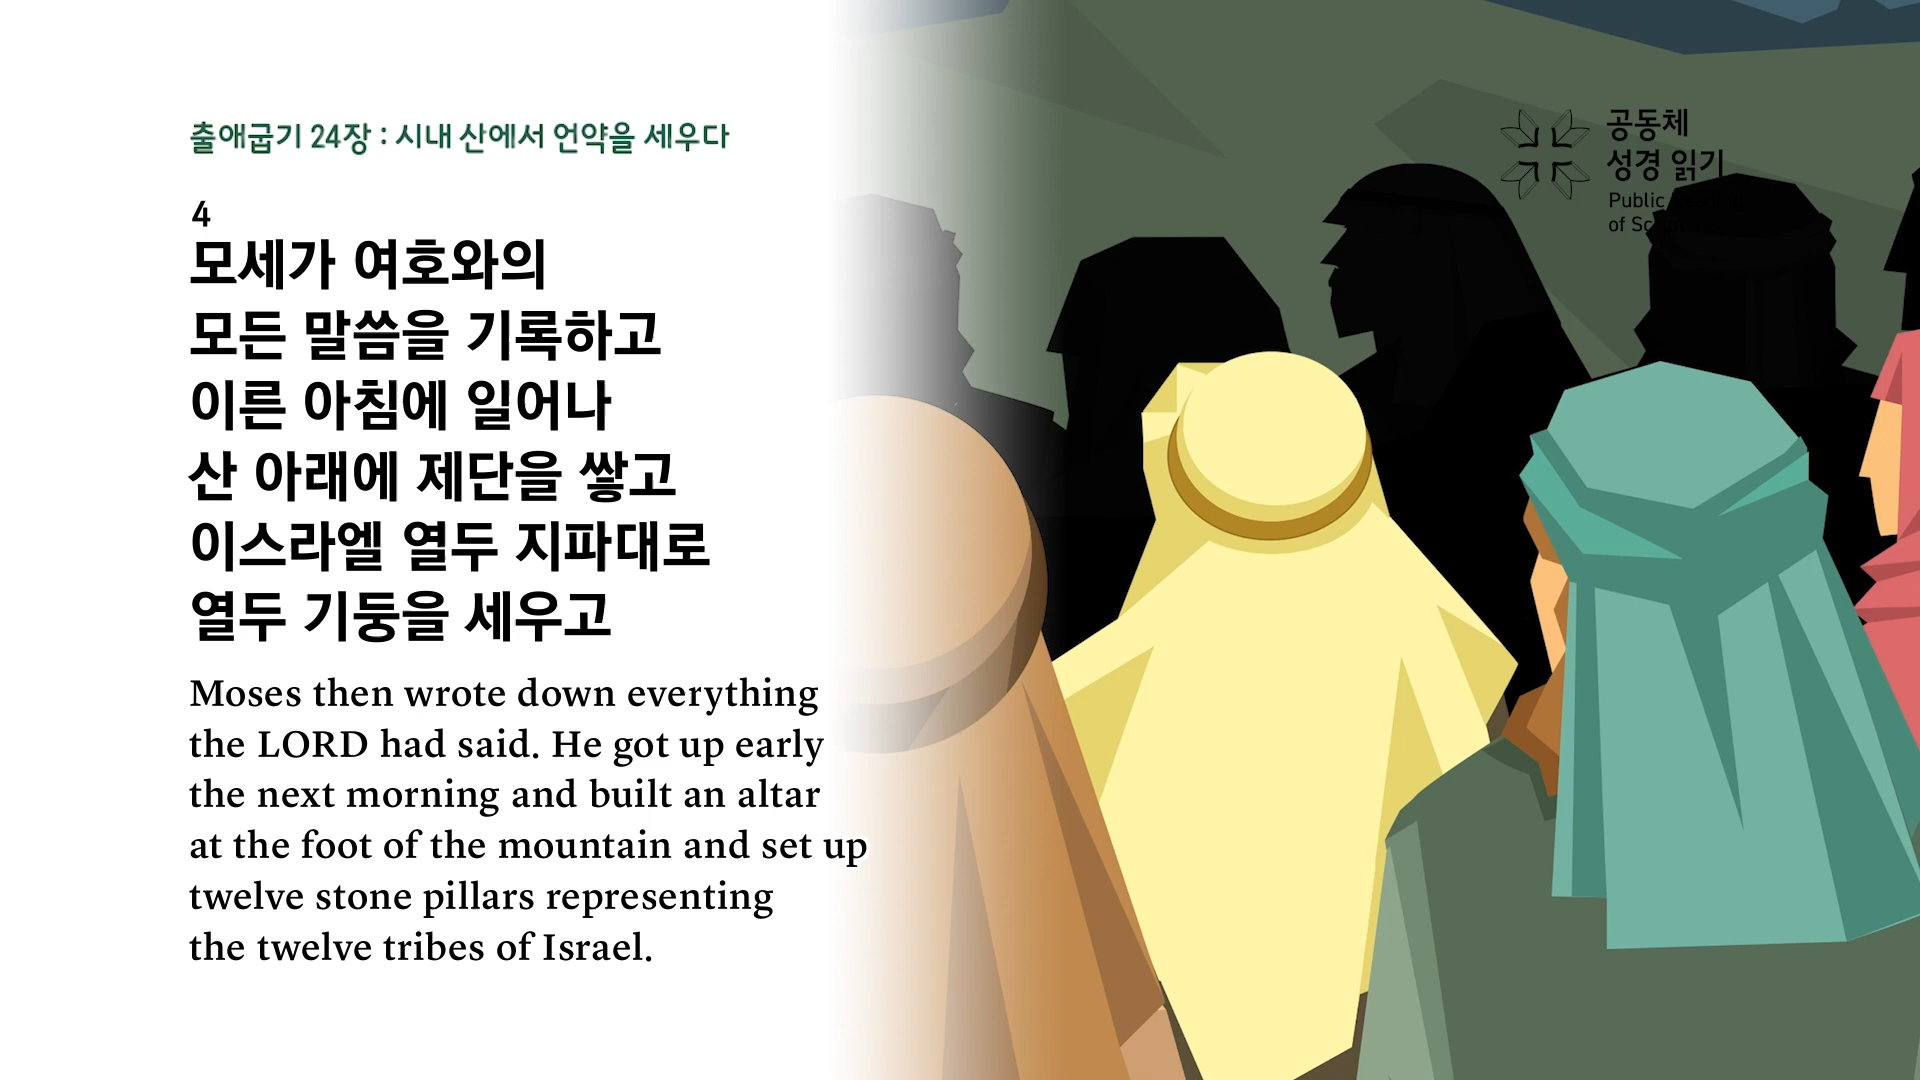 출애굽기 24장 : 시내 산에서 언약을 세우다
4
모세가 여호와의
모든 말씀을 기록하고
이른 아침에 일어나
산 아래에 제단을 쌓고
이스라엘 열두 지파대로
열두 기둥을 세우고
Moses then wrote down everything
the LORD had said. He got up early
the next morning and built an altar
at the foot of the mountain and set up
twelve stone pillars representing
the twelve tribes of Israel.
공동체
성경 읽기
Public
of